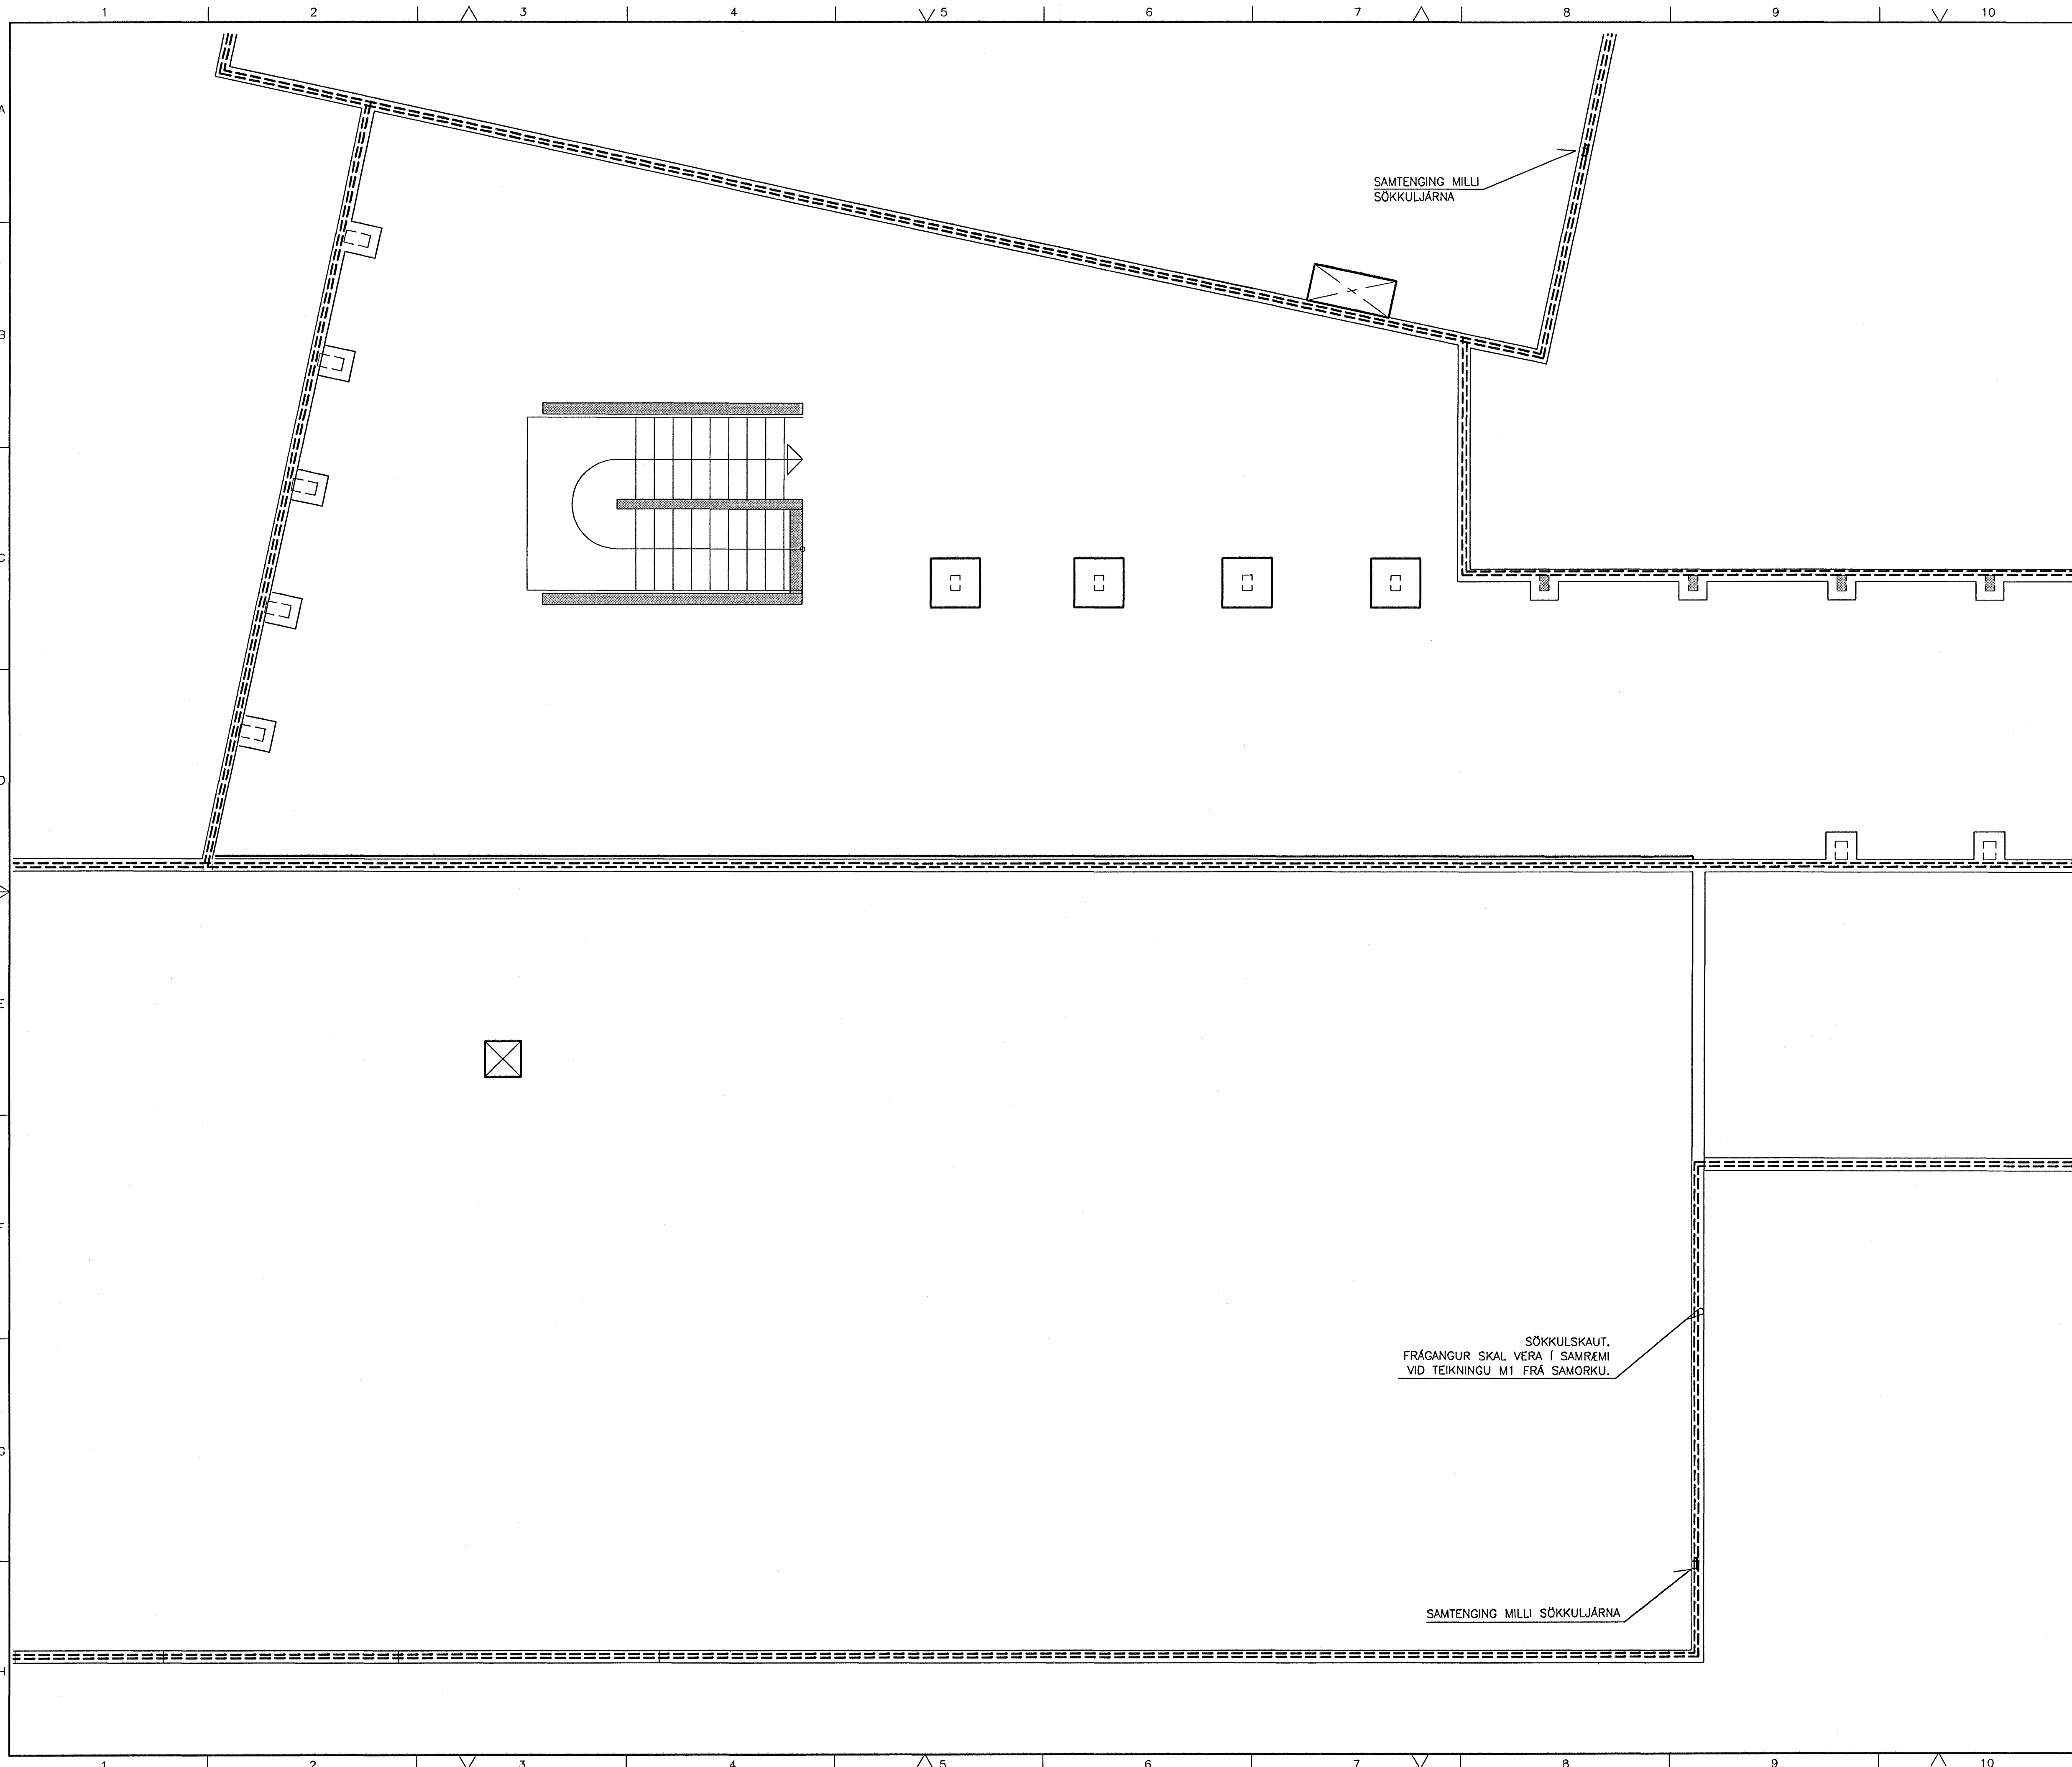 1 2 3 4 5 6 7 8 9 10
A
SAMTENGING MILLI
SÖKKULJÁRNA
B
C
D
E
F
SÖKKULSKAUT.
FRÁGANGUR SKAL VERA Í SAMRÆMI
VID TEIKNINGU M1 FRÁ SAMORKU.
G
SAMTENGING MILLI SÖKKULJÁRNA
H
1 2 3 4 5 6 7 8 9 10